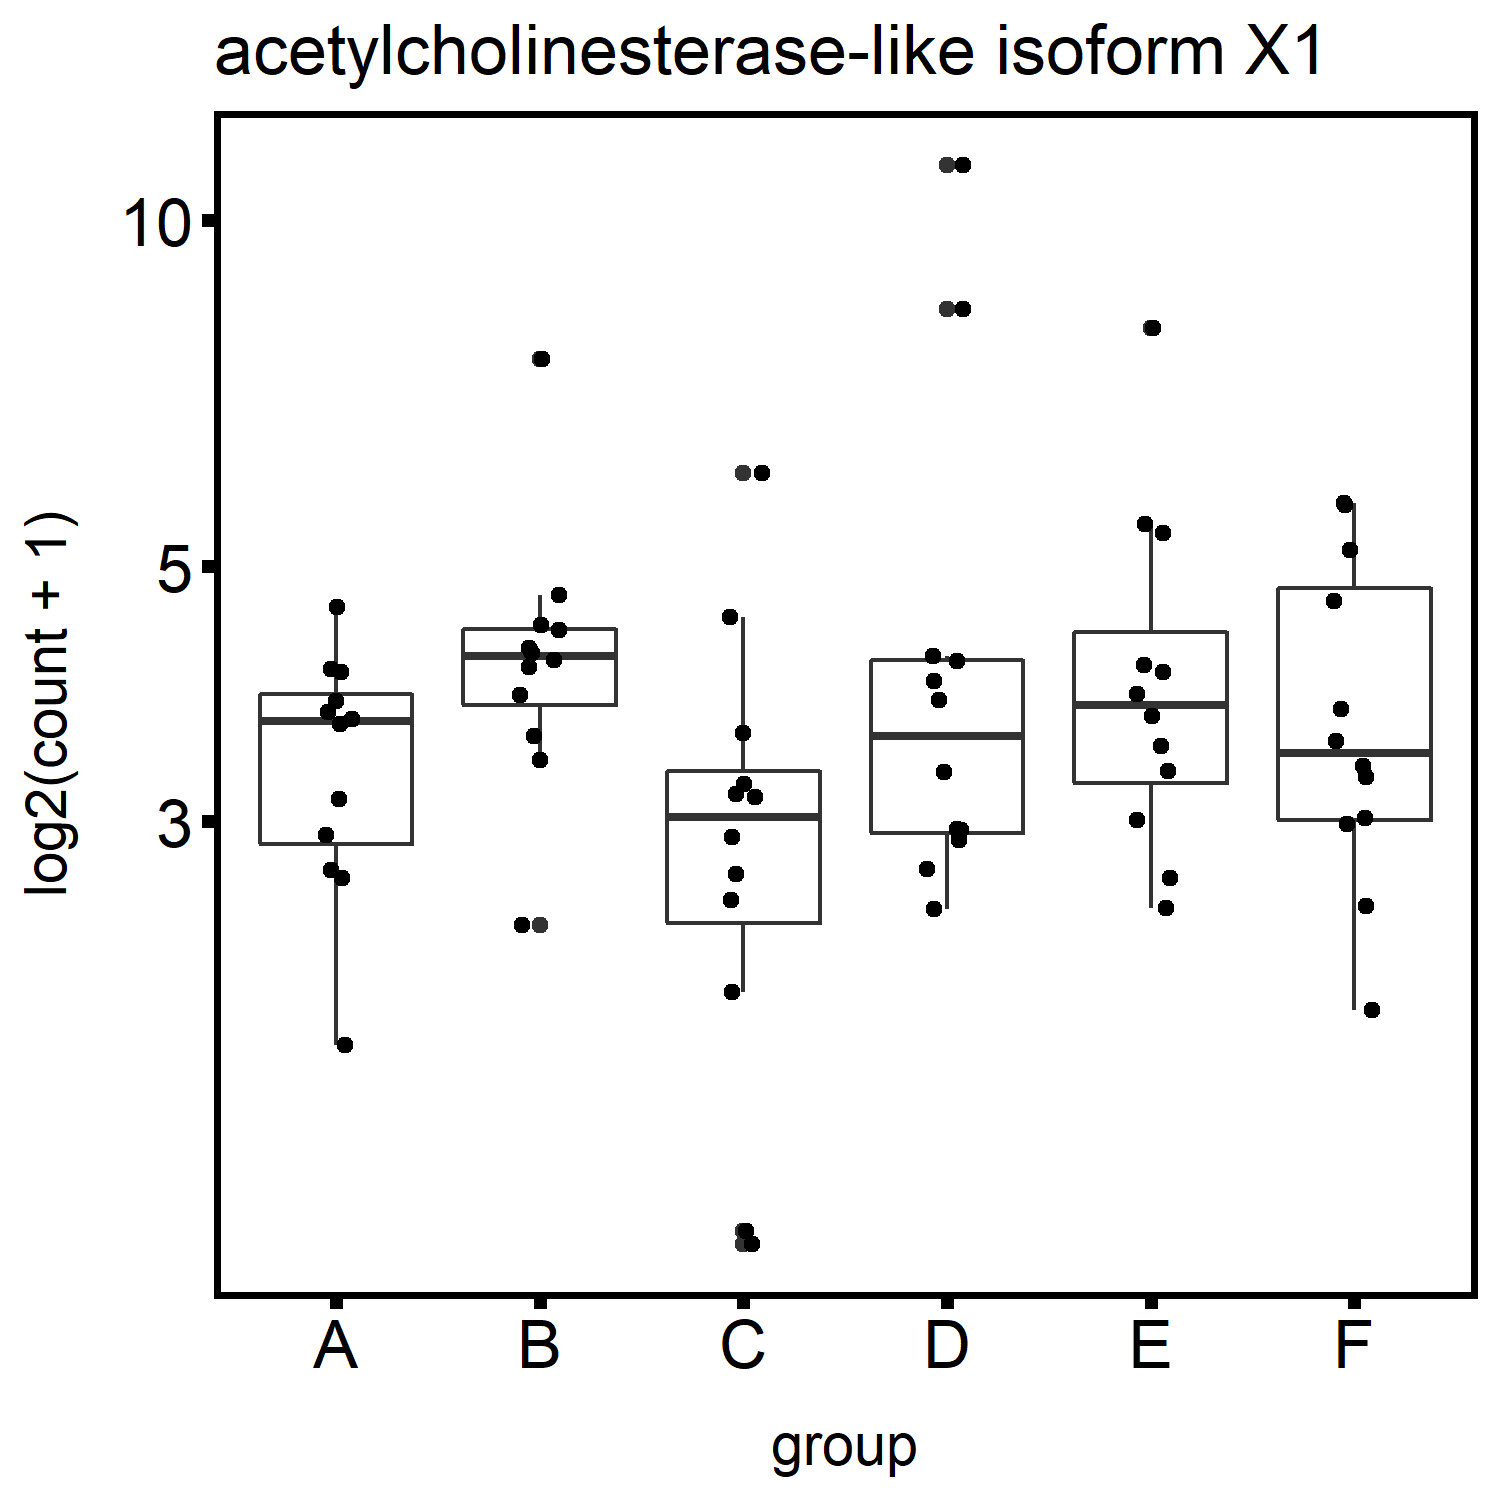 acetylcholinesterase-like isoform X1
10
5
3
log2(count + 1)
A B C D E F
group